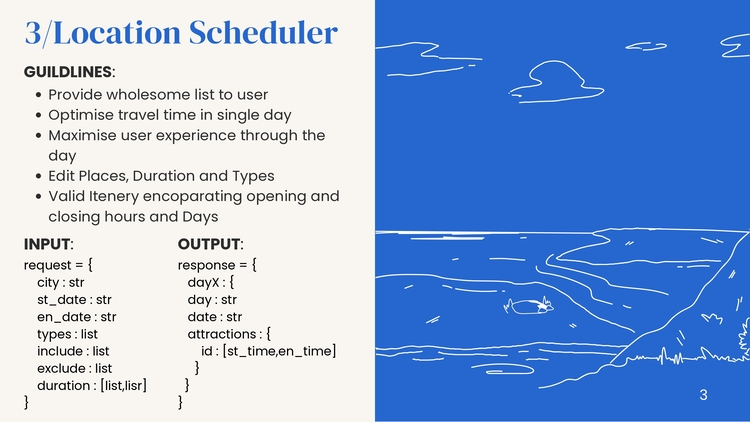 3/Location Scheduler
GUILDLINES:
• Provide wholesome list to user
• Optimise travel time in single day
• Maximise user experience through the
day
• Edit Places, Duration and Types
• Valid Itenery encoparating opening and
closing hours and Days
INPUT:
request = {
city : str
st_date : str
en_date : str
types : list
include : list
exclude : list
duration : [list,lisr]
}
OUTPUT:
response = {
dayX : {
day : str
date : str
attractions : {
id : [st_time,en_time]
}
}
}
3